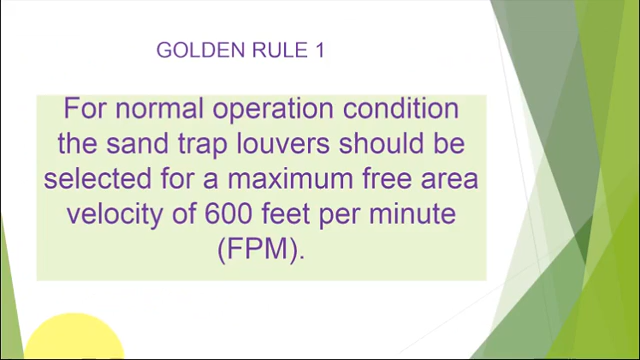 GOLDEN RULE 1
For normal operation condition
the sand trap louvers should be
selected for a maximum free area
velocity of 600 feet per minute
(FPM).